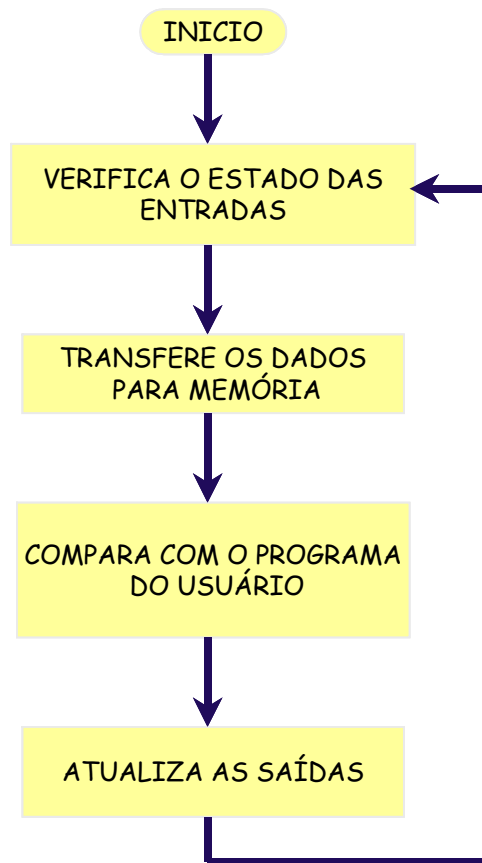 INICIO
VERIFICA O ESTADO DAS
ENTRADAS
TRANSFERE OS DADOS
PARA MEMÓRIA
COMPARA COM O PROGRAMA
DO USUÁRIO
ATUALIZA AS SAÍDAS